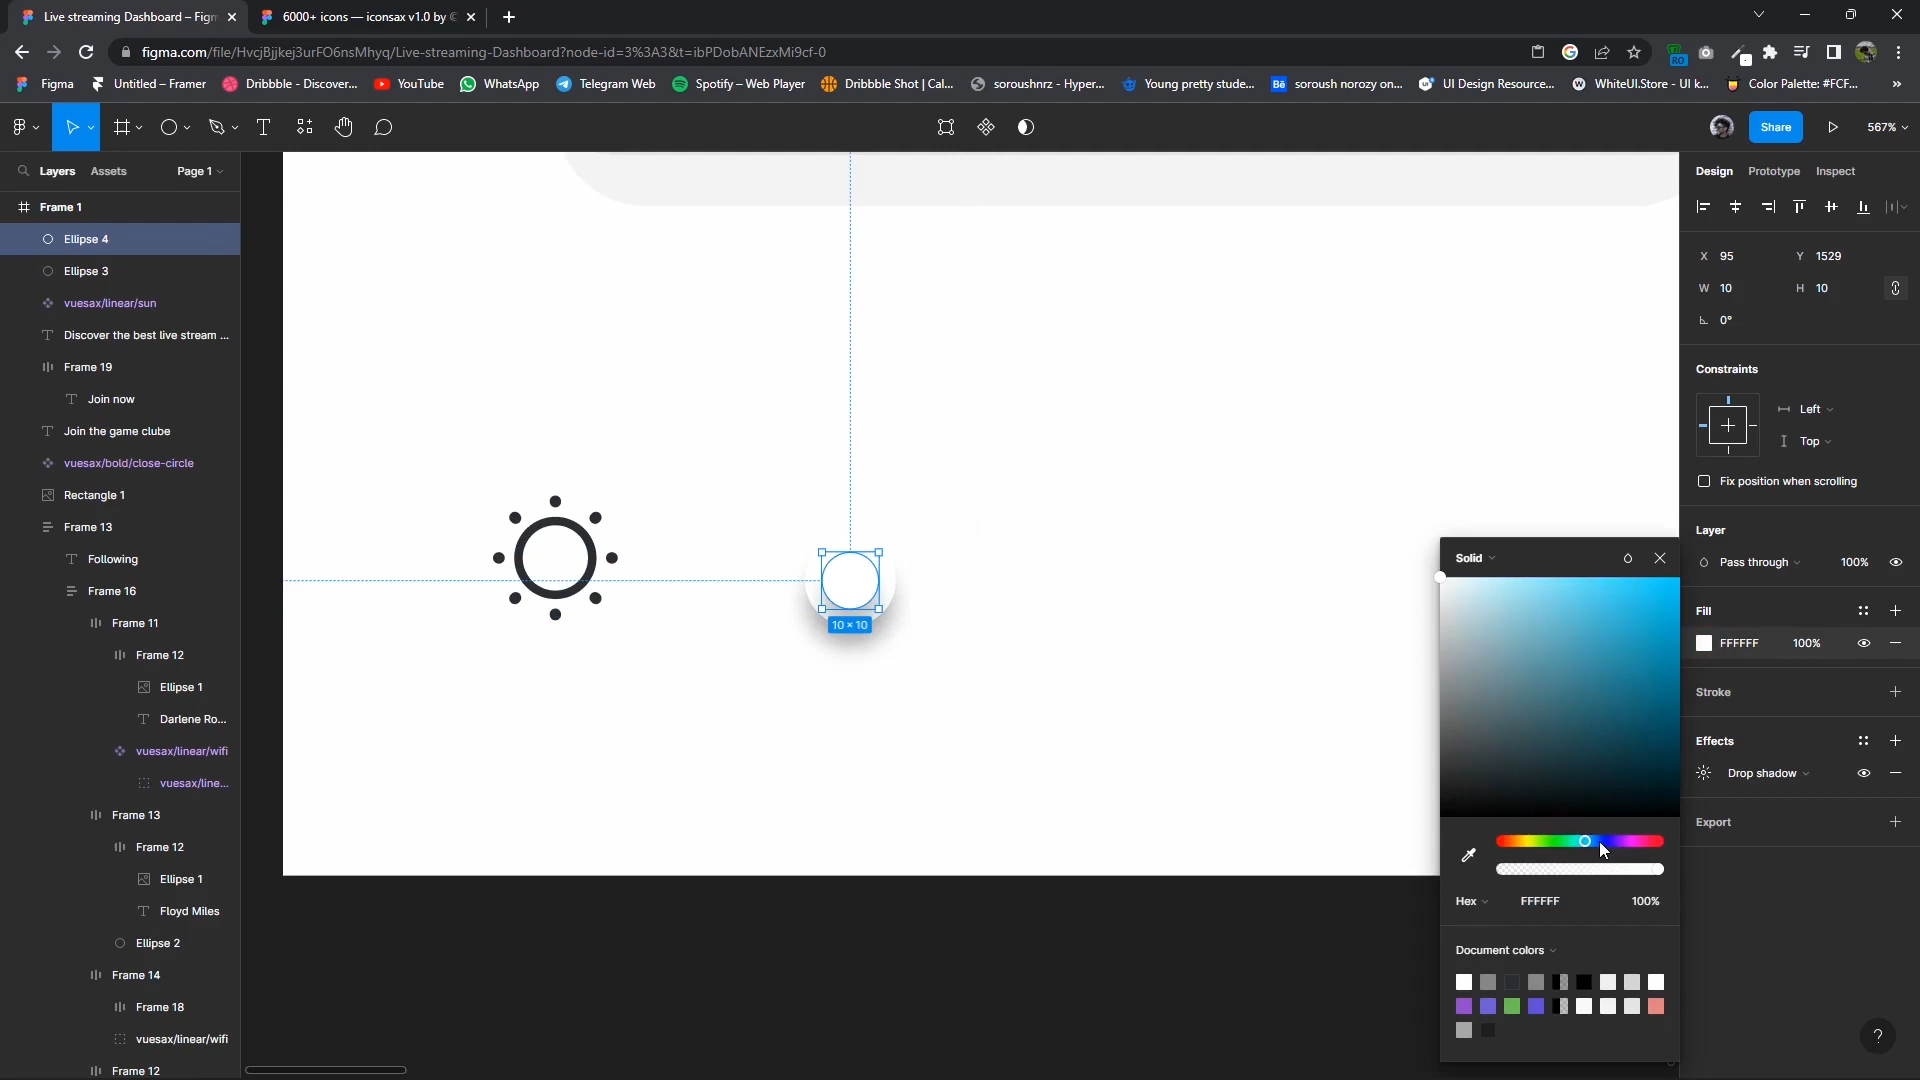 Live streaming Dashboard – Figm
6000+ icons — iconsax v1.0 by
figma.com/file/HvcjBjjkej3urFO6nsMhyq/Live-streaming-Dashboard?node-id=3%3A3&t=ibPDobANEzxMi9cf-0
RO
Figma
Untitled – Framer
Dribbble - Discover...
YouTube
WhatsApp
Telegram Web
Spotify – Web Player
Dribbble Shot | Cal...
soroushnrz - Hyper...
Young pretty stude...
Bē
soroush norozy on...
UI Design Resource...
WhiteUI.Store - UI k...
Color Palette: #FCF...
»
Share
567%
Layers
Assets
Page 1
Frame 1
Ellipse 4
Ellipse 3
vuesax/linear/sun
Discover the best live stream ...
Frame 19
Join now
Join the game clube
vuesax/bold/close-circle
Rectangle 1
Frame 13
Following
Frame 16
Frame 11
Frame 12
Ellipse 1
Darlene Ro...
vuesax/linear/wifi
vuesax/line...
Frame 13
Frame 12
Ellipse 1
Floyd Miles
Ellipse 2
Frame 14
Frame 18
vuesax/linear/wifi
Frame 12
10 × 10
Solid
Hex
FFFFFF
100%
Document colors
Design
Prototype
Inspect
X 95
Y 1529
W 10
H 10
0°
Constraints
Left
Top
Fix position when scrolling
Layer
Pass through
100%
Fill
FFFFFF
100%
Stroke
Effects
Drop shadow
Export
?